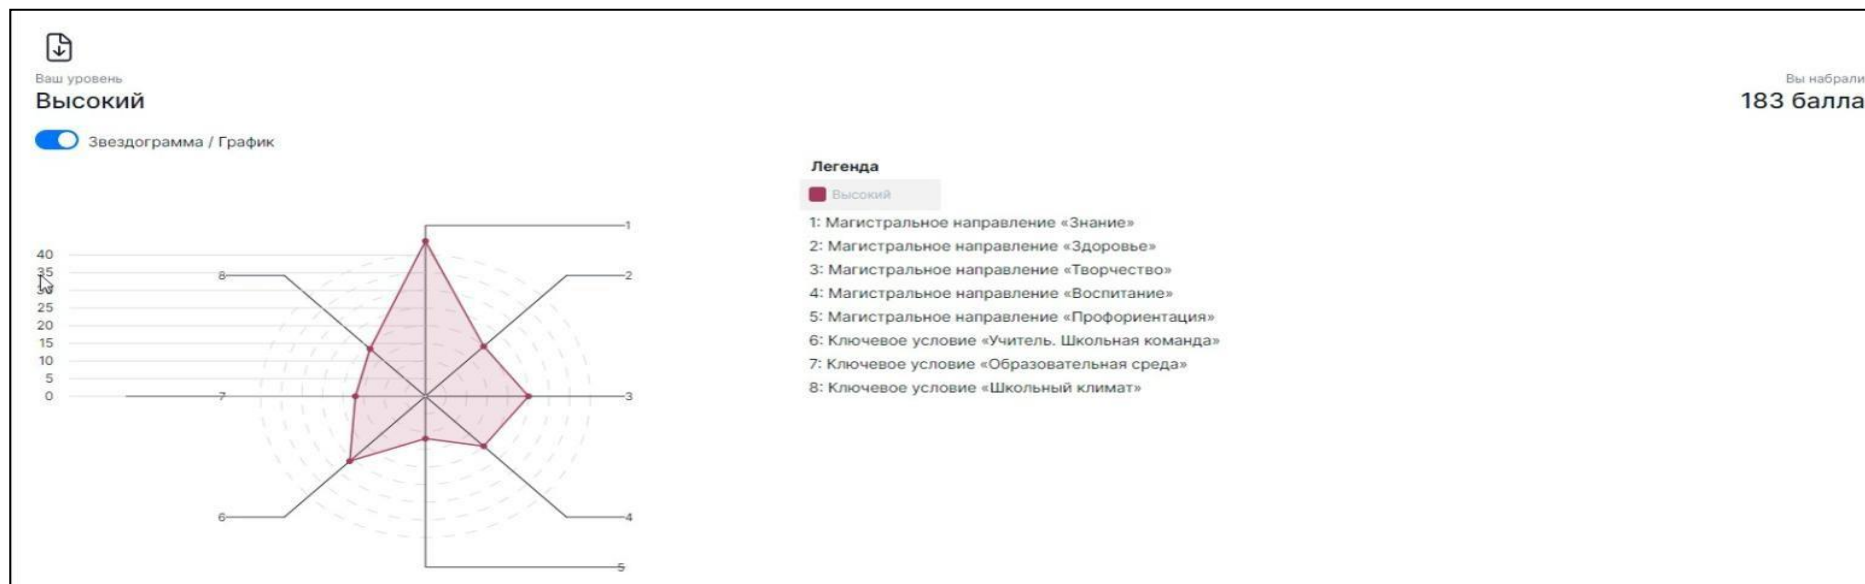 Ваш уровень
Высокий
Вы набрали
183 балла
Звездограмма / График
40
35
30
25
20
15
10
5
0
1
2
3
4
5
6
7
8
Легенда
Высокий
1: Магистральное направление «Знание»
2: Магистральное направление «Здоровье»
3: Магистральное направление «Творчество»
4: Магистральное направление «Воспитание»
5: Магистральное направление «Профориентация»
6: Ключевое условие «Учитель. Школьная команда»
7: Ключевое условие «Образовательная среда»
8: Ключевое условие «Школьный климат»